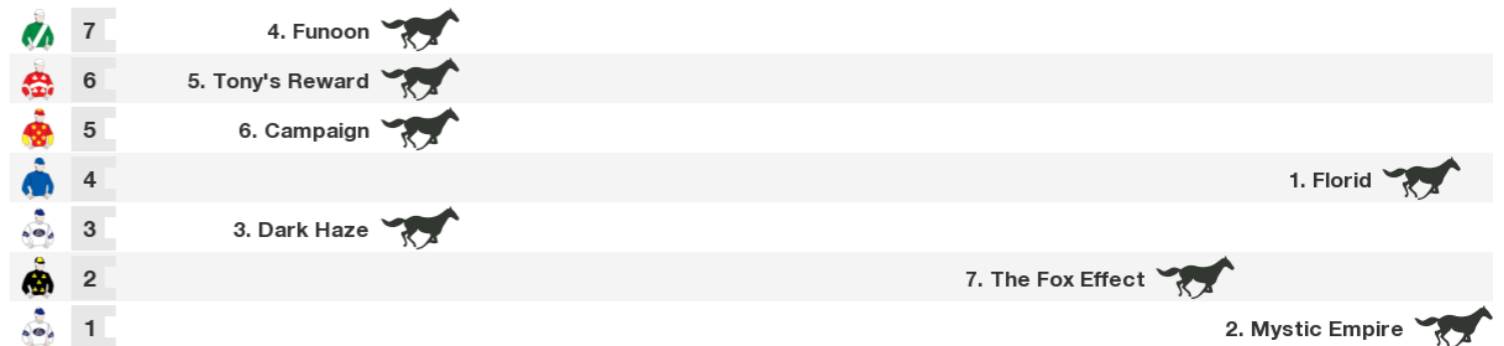 7 4. Funoon
6 5. Tony's Reward
5 6. Campaign
4 1. Florid
3 3. Dark Haze
2 7. The Fox Effect
1 2. Mystic Empire